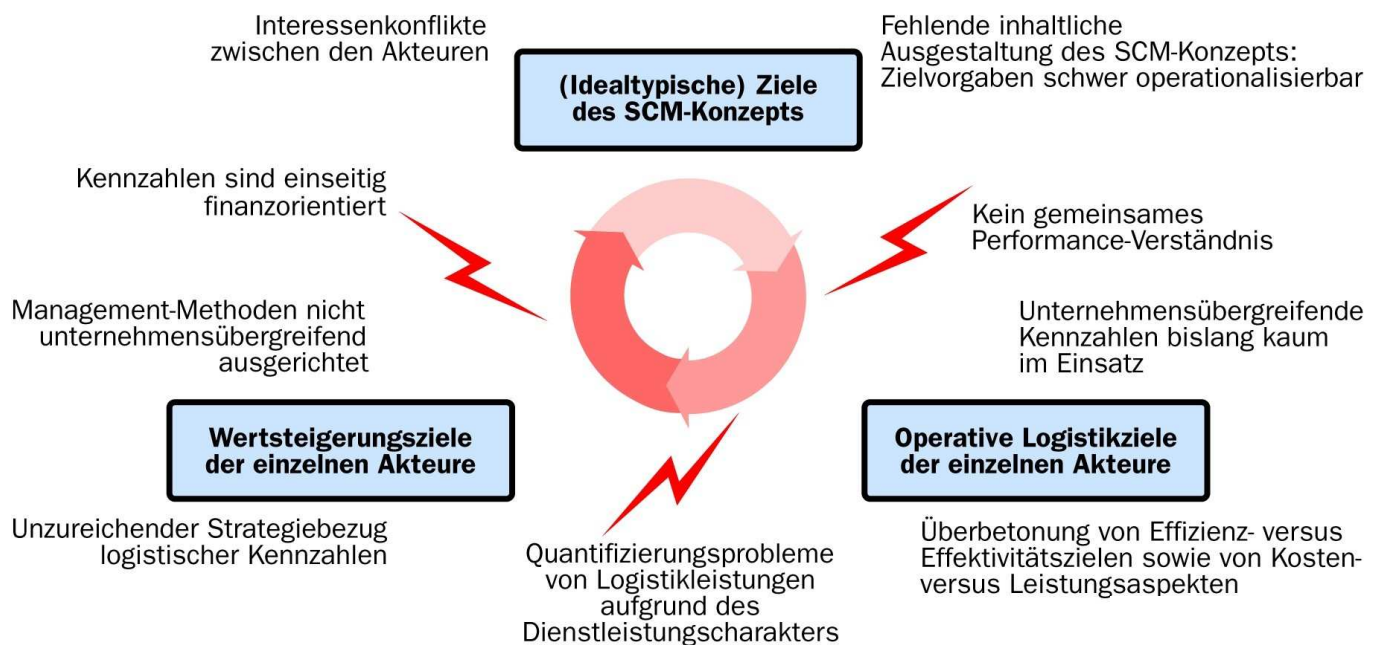 Interessenkonflikte
zwischen den Akteuren
(Idealtypische) Ziele
des SCM-Konzepts
Fehlende inhaltliche
Ausgestaltung des SCM-Konzepts:
Zielvorgaben schwer operationalisierbar
Kennzahlen sind einseitig
finanzorientiert
Kein gemeinsames
Performance-Verständnis
Management-Methoden nicht
unternehmensübergreifend
ausgerichtet
Unternehmensübergreifende
Kennzahlen bislang kaum
im Einsatz
Wertsteigerungsziele
der einzelnen Akteure
Operative Logistikziele
der einzelnen Akteure
Unzureichender Strategiebezug
logistischer Kennzahlen
Quantifizierungsprobleme
von Logistikleistungen
aufgrund des
Dienstleistungscharakters
Überbetonung von Effizienz- versus
Effektivitätszielen sowie von Kosten-
versus Leistungsaspekten